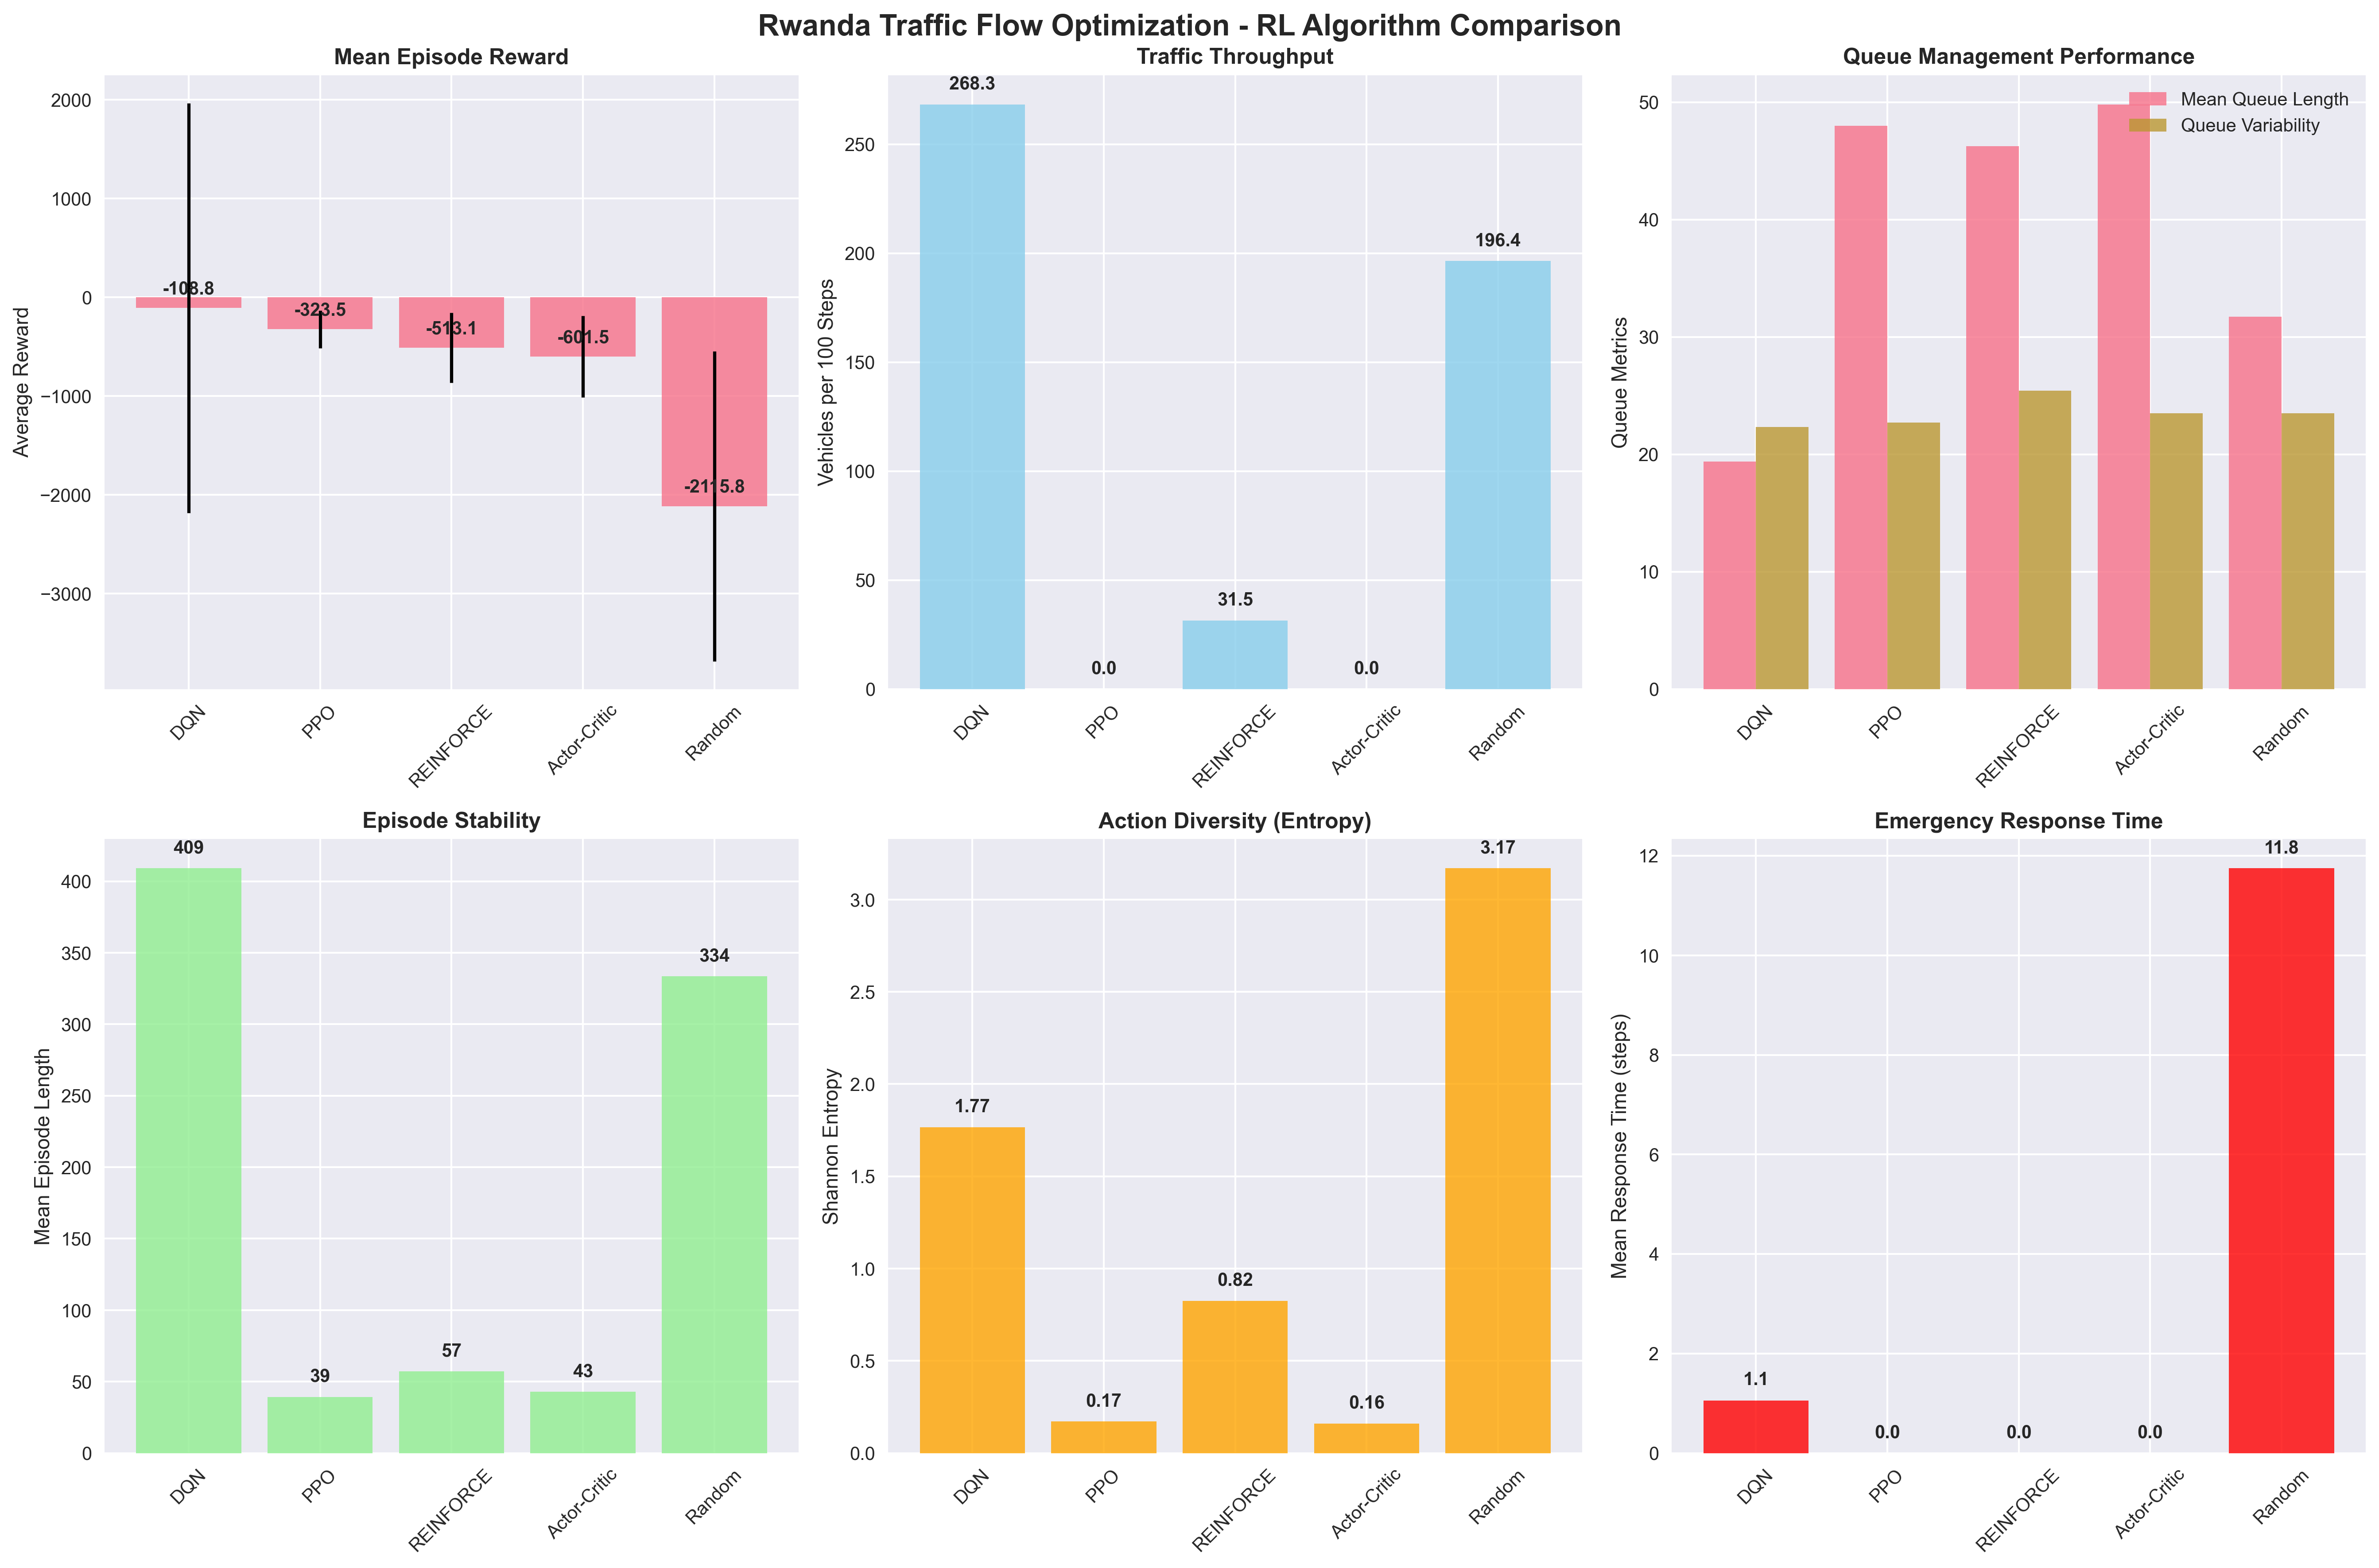 Rwanda Traffic Flow Optimization - RL Algorithm Comparison
Mean Episode Reward
Average Reward
2000
1000
0
−1000
−2000
−3000
-108.8
-323.5
-513.1
-601.5
-2115.8
DQN
PPO
REINFORCE
Actor-Critic
Random
Traffic Throughput
Vehicles per 100 Steps
250
200
150
100
50
0
268.3
0.0
31.5
0.0
196.4
DQN
PPO
REINFORCE
Actor-Critic
Random
Queue Management Performance
Queue Metrics
50
40
30
20
10
0
Mean Queue Length
Queue Variability
DQN
PPO
REINFORCE
Actor-Critic
Random
Episode Stability
Mean Episode Length
400
350
300
250
200
150
100
50
0
409
39
57
43
334
DQN
PPO
REINFORCE
Actor-Critic
Random
Action Diversity (Entropy)
Shannon Entropy
3.0
2.5
2.0
1.5
1.0
0.5
0.0
1.77
0.17
0.82
0.16
3.17
DQN
PPO
REINFORCE
Actor-Critic
Random
Emergency Response Time
Mean Response Time (steps)
12
10
8
6
4
2
0
1.1
0.0
0.0
0.0
11.8
DQN
PPO
REINFORCE
Actor-Critic
Random